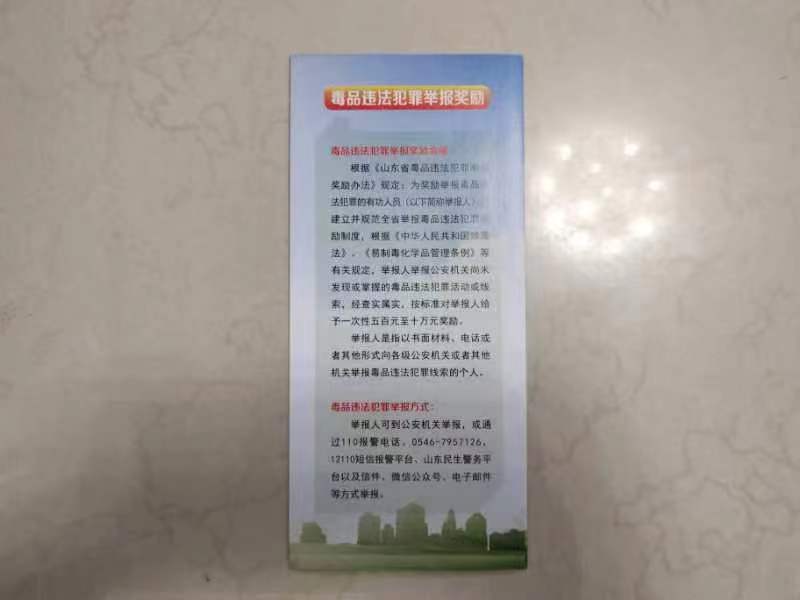 毒品违法犯罪举报奖励
毒品违法犯罪举报奖励
根据《山东省毒品违法犯罪举报
奖励办法》规定：为奖励举报毒品违
法犯罪的有功人员（以下简称举报人），
建立并规范全省举报毒品违法犯罪奖
励制度，根据《中华人民共和国禁毒
法》、《易制毒化学品管理条例》等
有关规定，举报人举报公安机关尚未
发现或掌握的毒品违法犯罪活动或线
索，经查实属实，按标准对举报人给
予一次性五百元至十万元奖励。
举报人是指以书面材料、电话或
者其他形式向各级公安机关或者其他
机关举报毒品违法犯罪线索的个人。
毒品违法犯罪举报方式：
举报人可到公安机关举报，或通
过110报警电话、0546-7957126，
12110短信报警平台、山东民生警务平
台以及信件、微信公众号、电子邮件
等方式举报。